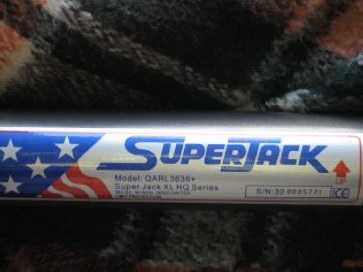 SUPERJACK
Model: QARL3636+
Super Jack XL HQ Series
UP
S/N:30 0005771
CE